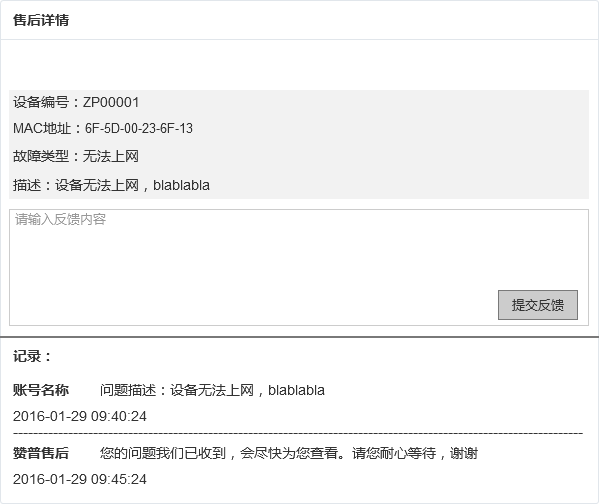 售后详情
设备编号：ZP00001
MAC地址：6F-5D-00-23-6F-13
故障类型：无法上网
描述：设备无法上网，blablabla
请输入反馈内容
提交反馈
记录：
账号名称 问题描述：设备无法上网，blablabla
2016-01-29 09:40:24
赞普售后 您的问题我们已收到，会尽快为您查看。请您耐心等待，谢谢
2016-01-29 09:45:24